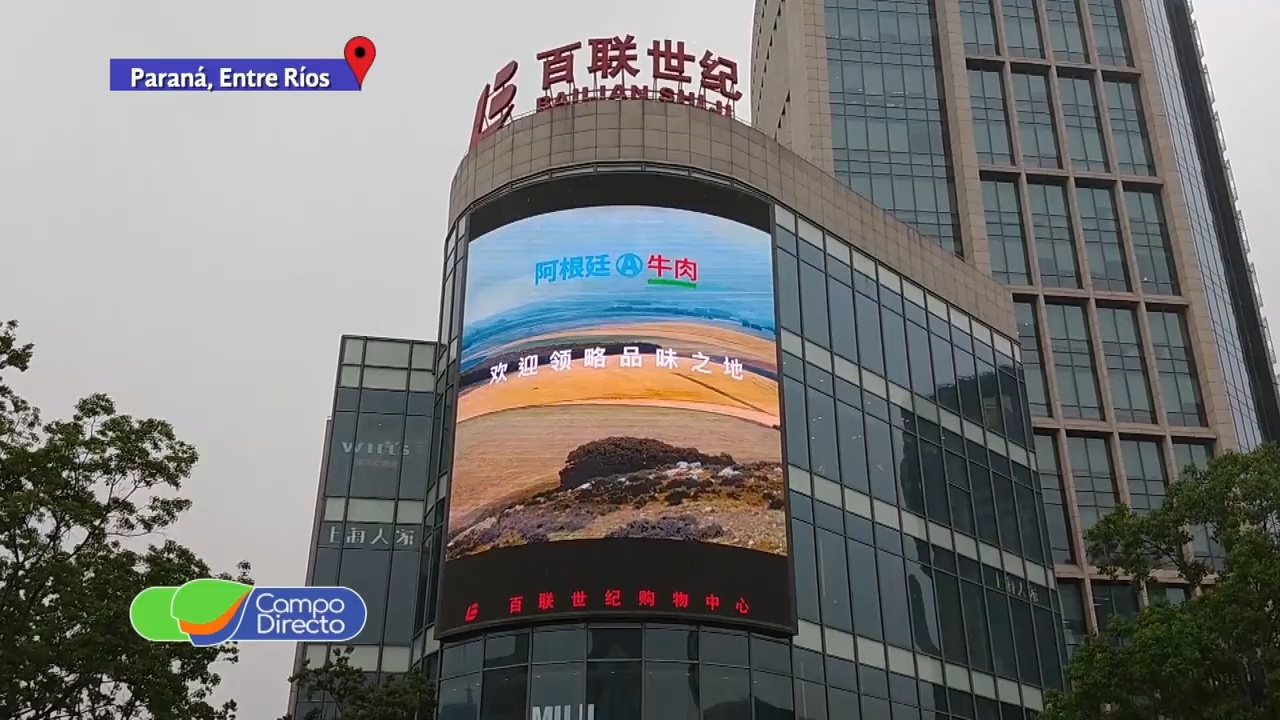 Paraná, Entre Ríos
百联世纪
BAILIAN SHIJI
阿根廷 A 牛肉
欢迎领略品味之地
上海人家
百联世纪购物中心
Campo
Directo
MUJI